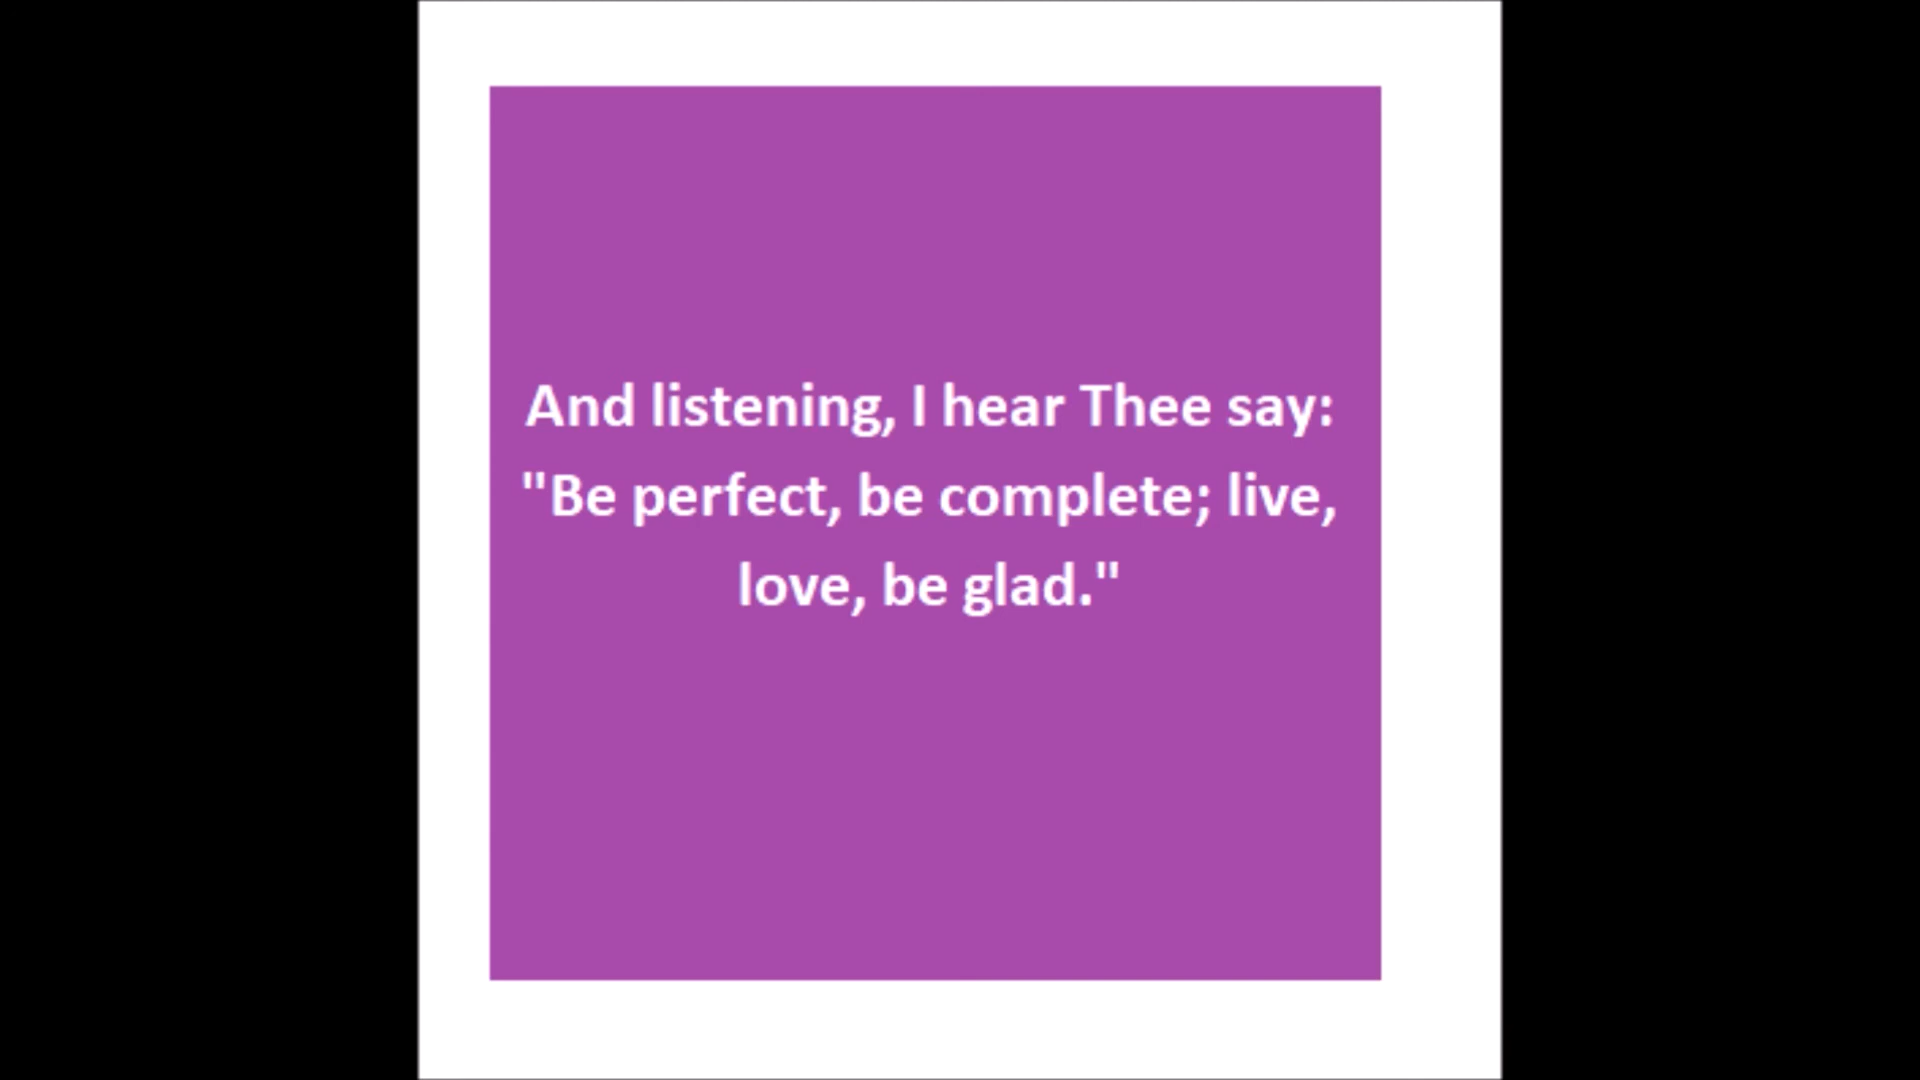 And listening, I hear Thee say:
"Be perfect, be complete; live,
love, be glad."